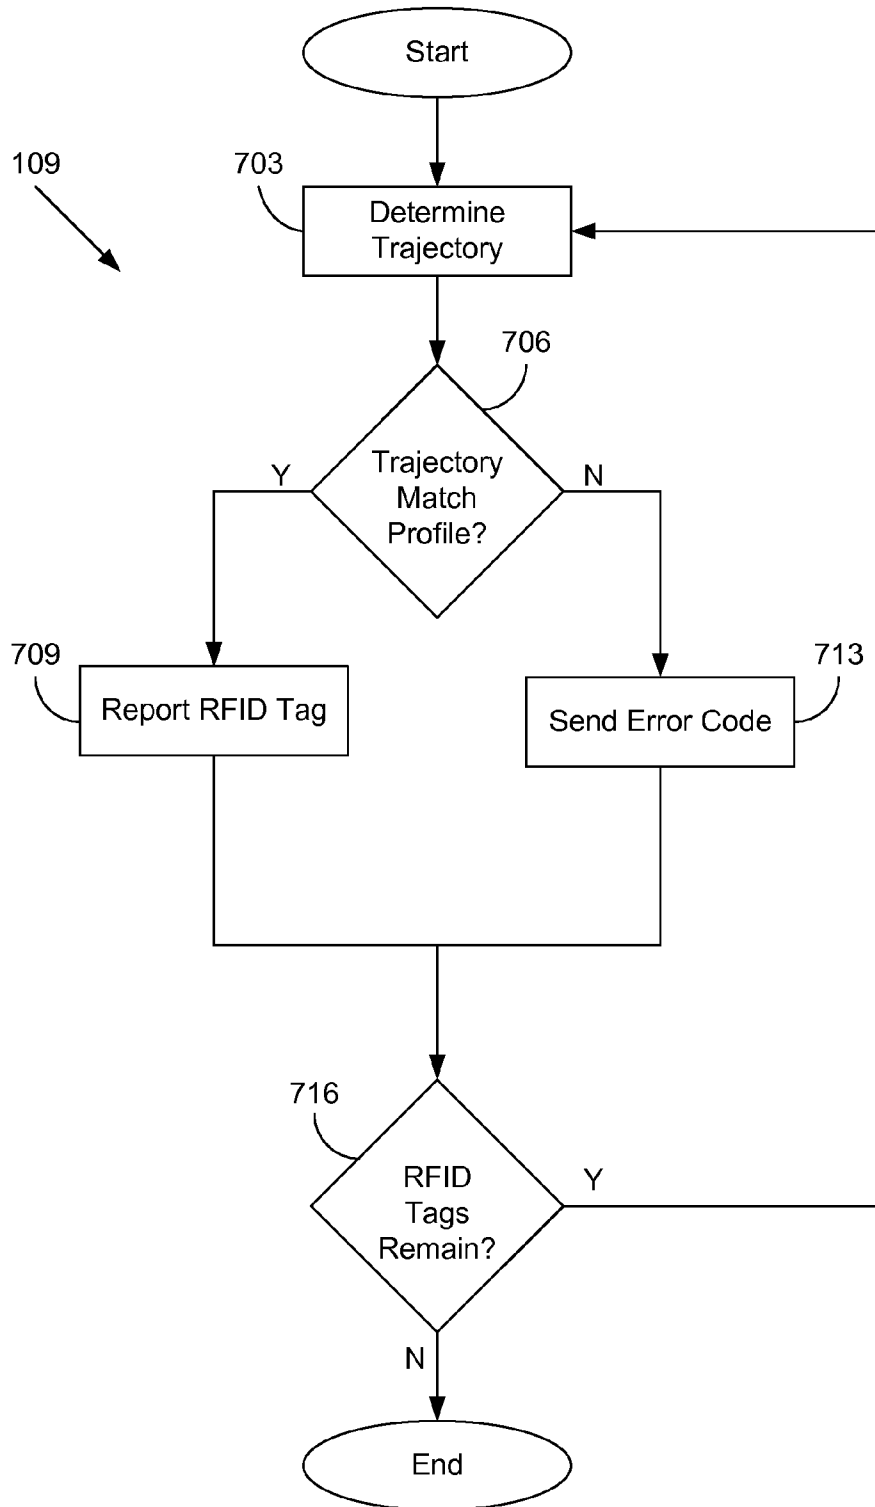 Start
109
703
Determine
Trajectory
706
Y
Trajectory
Match
Profile?
N
709
Report RFID Tag
713
Send Error Code
716
RFID
Tags
Remain?
Y
N
End